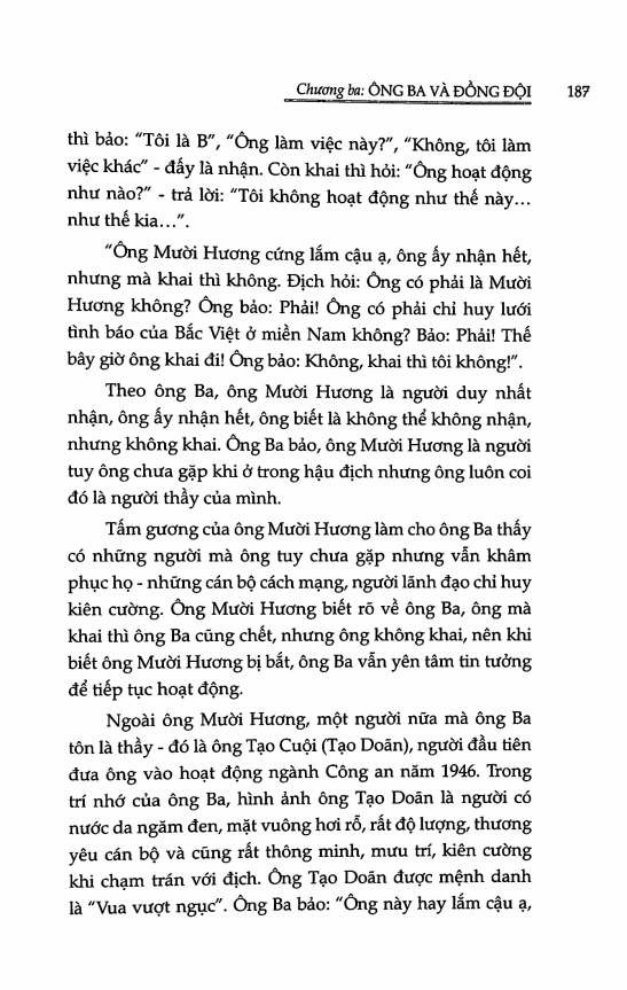 Chương ba: ÔNG BA VÀ ĐỒNG ĐỘI 187
thì bảo: "Tôi là B", "Ông làm việc này?", "Không, tôi làm
việc khác" - đấy là nhận. Còn khai thì hỏi: "Ông hoạt động
như nào?" - trả lời: "Tôi không hoạt động như thế này...
như thế kia...".
"Ông Mười Hương cứng lắm cậu ạ, ông ấy nhận hết,
nhưng mà khai thì không. Địch hỏi: Ông có phải là Mười
Hương không? Ông bảo: Phải! Ông có phải chỉ huy lưới
tình báo của Bắc Việt ở miền Nam không? Bảo: Phải! Thế
bây giờ ông khai đi! Ông bảo: Không, khai thì tôi không!".
Theo ông Ba, ông Mười Hương là người duy nhất
nhận, ông ấy nhận hết, ông biết là không thể không nhận,
nhưng không khai. Ông Ba bảo, ông Mười Hương là người
tuy ông chưa gặp khi ở trong hậu địch nhưng ông luôn coi
đó là người thầy của mình.
Tấm gương của ông Mười Hương làm cho ông Ba thấy
có những người mà ông tuy chưa gặp nhưng vẫn khâm
phục họ - những cán bộ cách mạng, người lãnh đạo chỉ huy
kiên cường. Ông Mười Hương biết rõ về ông Ba, ông mà
khai thì ông Ba cũng chết, nhưng ông không khai, nên khi
biết ông Mười Hương bị bắt, ông Ba vẫn yên tâm tin tưởng
để tiếp tục hoạt động.
Ngoài ông Mười Hương, một người nữa mà ông Ba
tôn là thầy - đó là ông Tạo Cuội (Tạo Doãn), người đầu tiên
đưa ông vào hoạt động ngành Công an năm 1946. Trong
trí nhớ của ông Ba, hình ảnh ông Tạo Doãn là người có
nước da ngăm đen, mặt vuông hơi rỗ, rất độ lượng, thương
yêu cán bộ và cũng rất thông minh, mưu trí, kiên cường
khi chạm trán với địch. Ông Tạo Doãn được mệnh danh
là "Vua vượt ngục". Ông Ba bảo: "Ông này hay lắm cậu ạ,